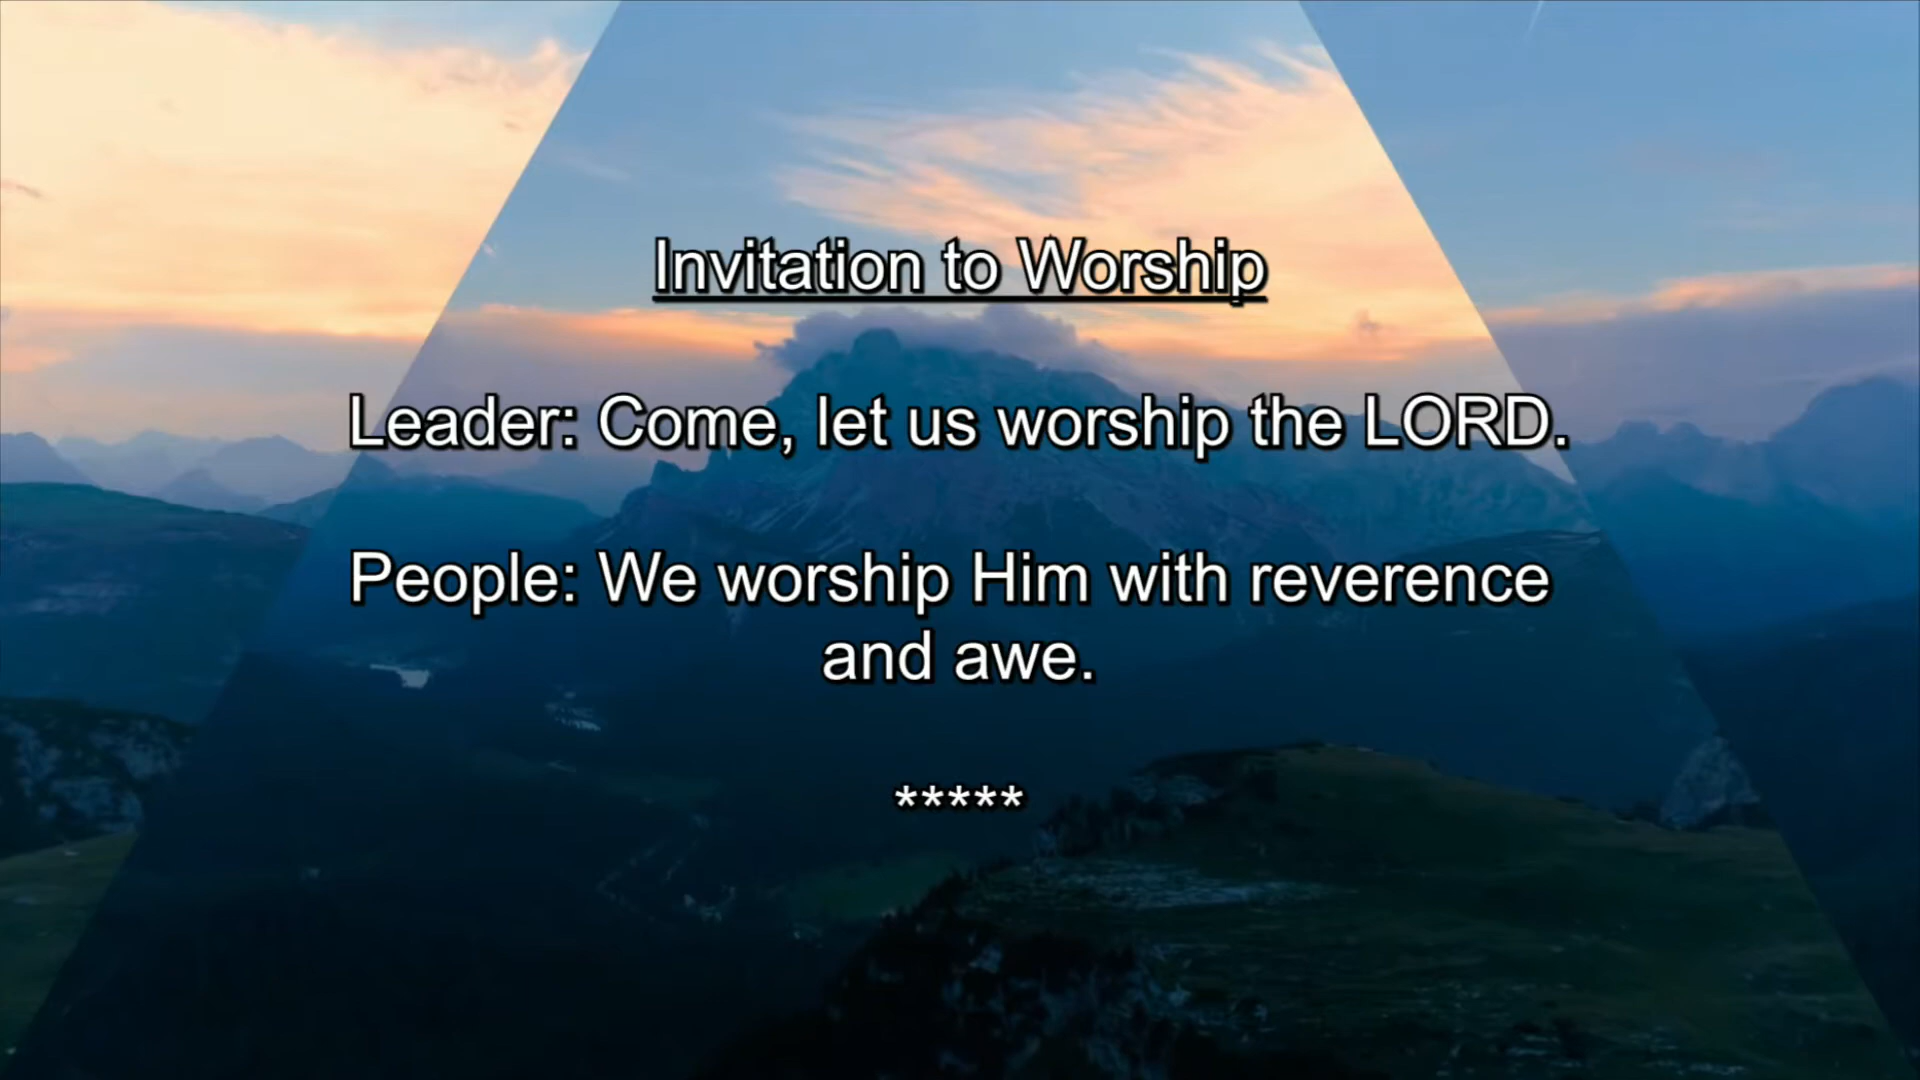 Invitation to Worship
Leader: Come, let us worship the LORD.
People: We worship Him with reverence
and awe.
*****